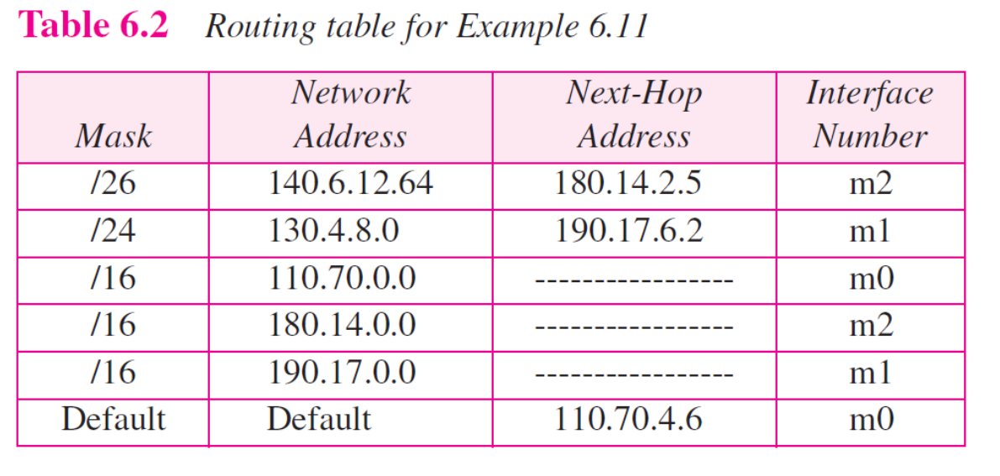 Table 6.2 Routing table for Example 6.11
Mask Network Address Next-Hop Address Interface Number
/26 140.6.12.64 180.14.2.5 m2
/24 130.4.8.0 190.17.6.2 m1
/16 110.70.0.0 ----------------- m0
/16 180.14.0.0 ----------------- m2
/16 190.17.0.0 ----------------- m1
Default Default 110.70.4.6 m0